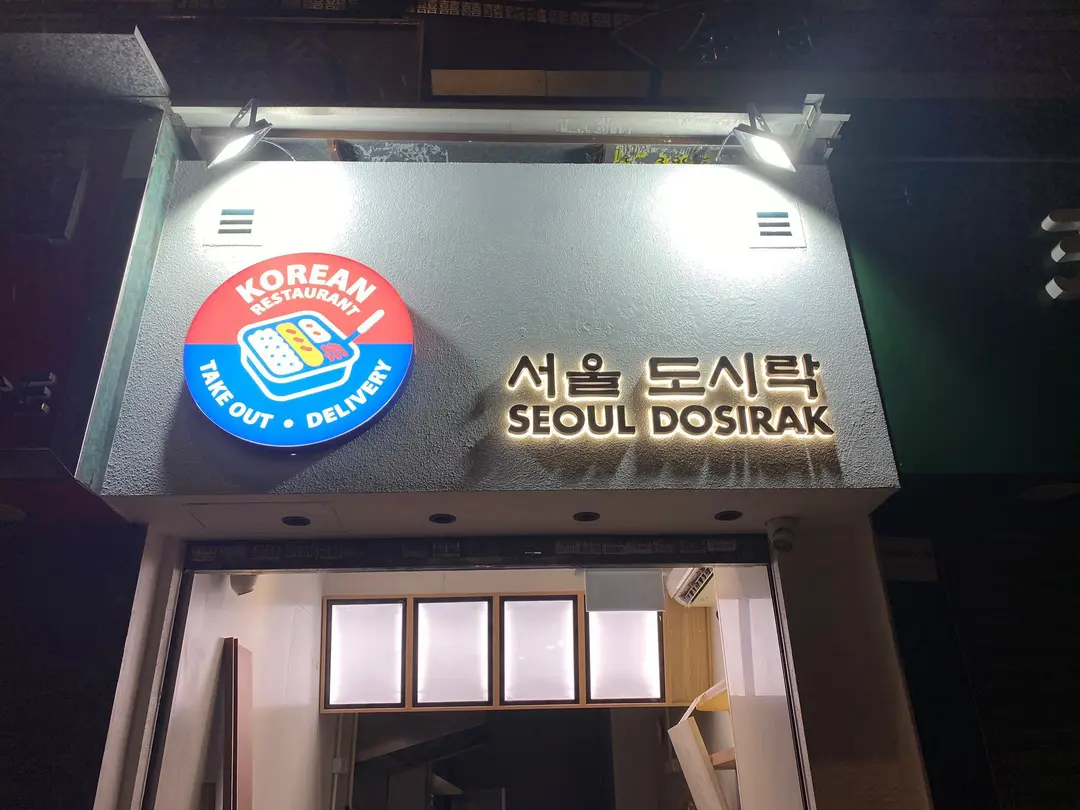 KOREAN
RESTAURANT
TAKE OUT • DELIVERY
서울 도시락
SEOUL DOSIRAK